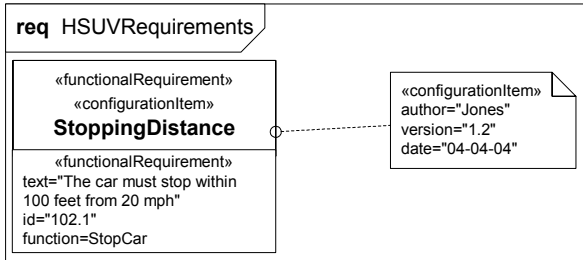 req HSUVRequirements
«functionalRequirement»
«configurationItem»
StoppingDistance
«functionalRequirement»
text="The car must stop within
100 feet from 20 mph"
id="102.1"
function=StopCar
«configurationItem»
author="Jones"
version="1.2"
date="04-04-04"